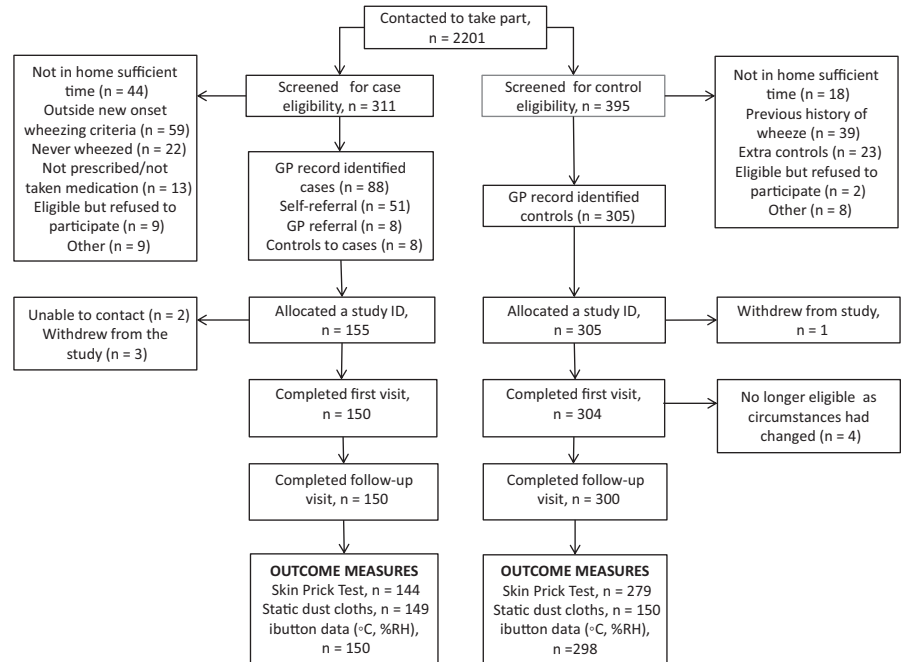 Contacted to take part,
n = 2201
Not in home sufficient
time (n = 44)
Outside new onset
wheezing criteria (n = 59)
Never wheezed (n = 22)
Not prescribed/not
taken medication (n = 13)
Eligible but refused to
participate (n = 9)
Other (n = 9)
Screened for case
eligibility, n = 311
Screened for control
eligibility, n = 395
Not in home sufficient
time (n = 18)
Previous history of
wheeze (n = 39)
Extra controls (n = 23)
Eligible but refused to
participate (n = 2)
Other (n = 8)
GP record identified
cases (n = 88)
Self-referral (n = 51)
GP referral (n = 8)
Controls to cases (n = 8)
GP record identified
controls (n = 305)
Unable to contact (n = 2)
Withdrew from the
study (n = 3)
Allocated a study ID,
n = 155
Allocated a study ID,
n = 305
Withdrew from study,
n = 1
Completed first visit,
n = 150
Completed first visit,
n = 304
No longer eligible as
circumstances had
changed (n = 4)
Completed follow-up
visit, n = 150
Completed follow-up
visit, n = 300
OUTCOME MEASURES
Skin Prick Test, n = 144
Static dust cloths, n = 149
ibutton data (◦C, %RH),
n = 150
OUTCOME MEASURES
Skin Prick Test, n = 279
Static dust cloths, n = 150
ibutton data (◦C, %RH),
n =298